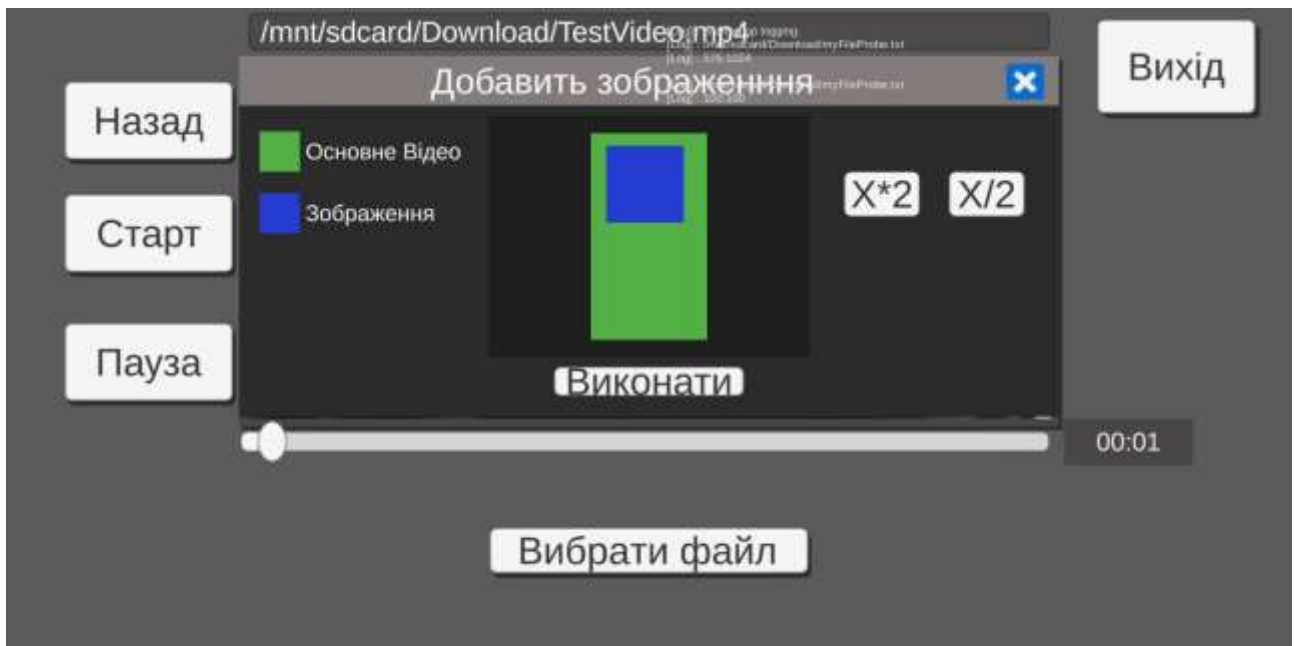 /mnt/sdcard/Download/TestVideo.mp4
Вихід
Добавить зображенння
Назад
Основне Відео
X*2 X/2
Старт
Зображення
Пауза
Виконати
00:01
Вибрати файл